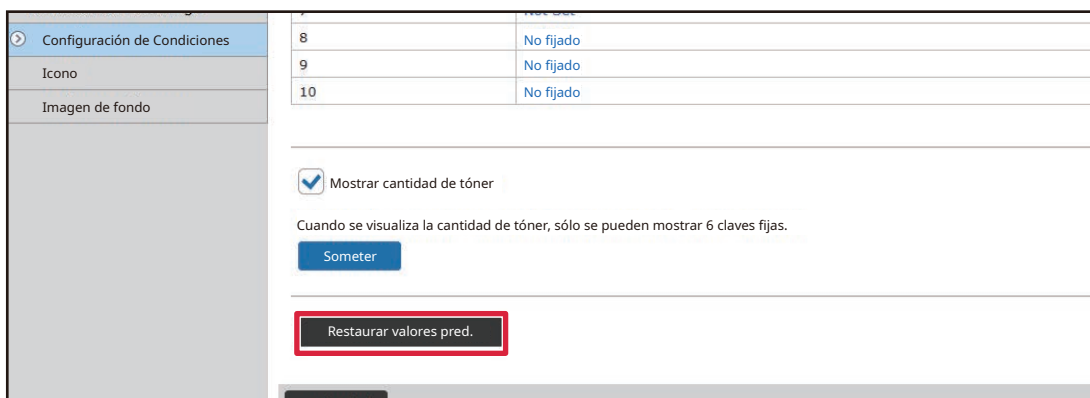 Configuración de Condiciones
Icono
Imagen de fondo
8 No fijado
9 No fijado
10 No fijado
Mostrar cantidad de tóner
Cuando se visualiza la cantidad de tóner, sólo se pueden mostrar 6 claves fijas.
Someter
Restaurar valores pred.